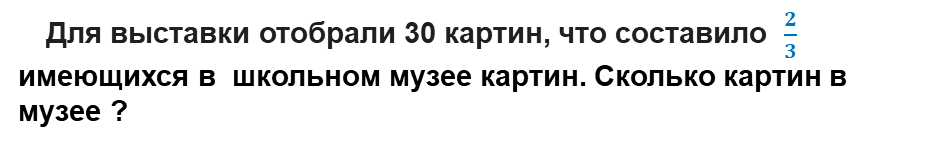 Для выставки отобрали 30 картин, что составило 2/3
имеющихся в школьном музее картин. Сколько картин в
музее ?